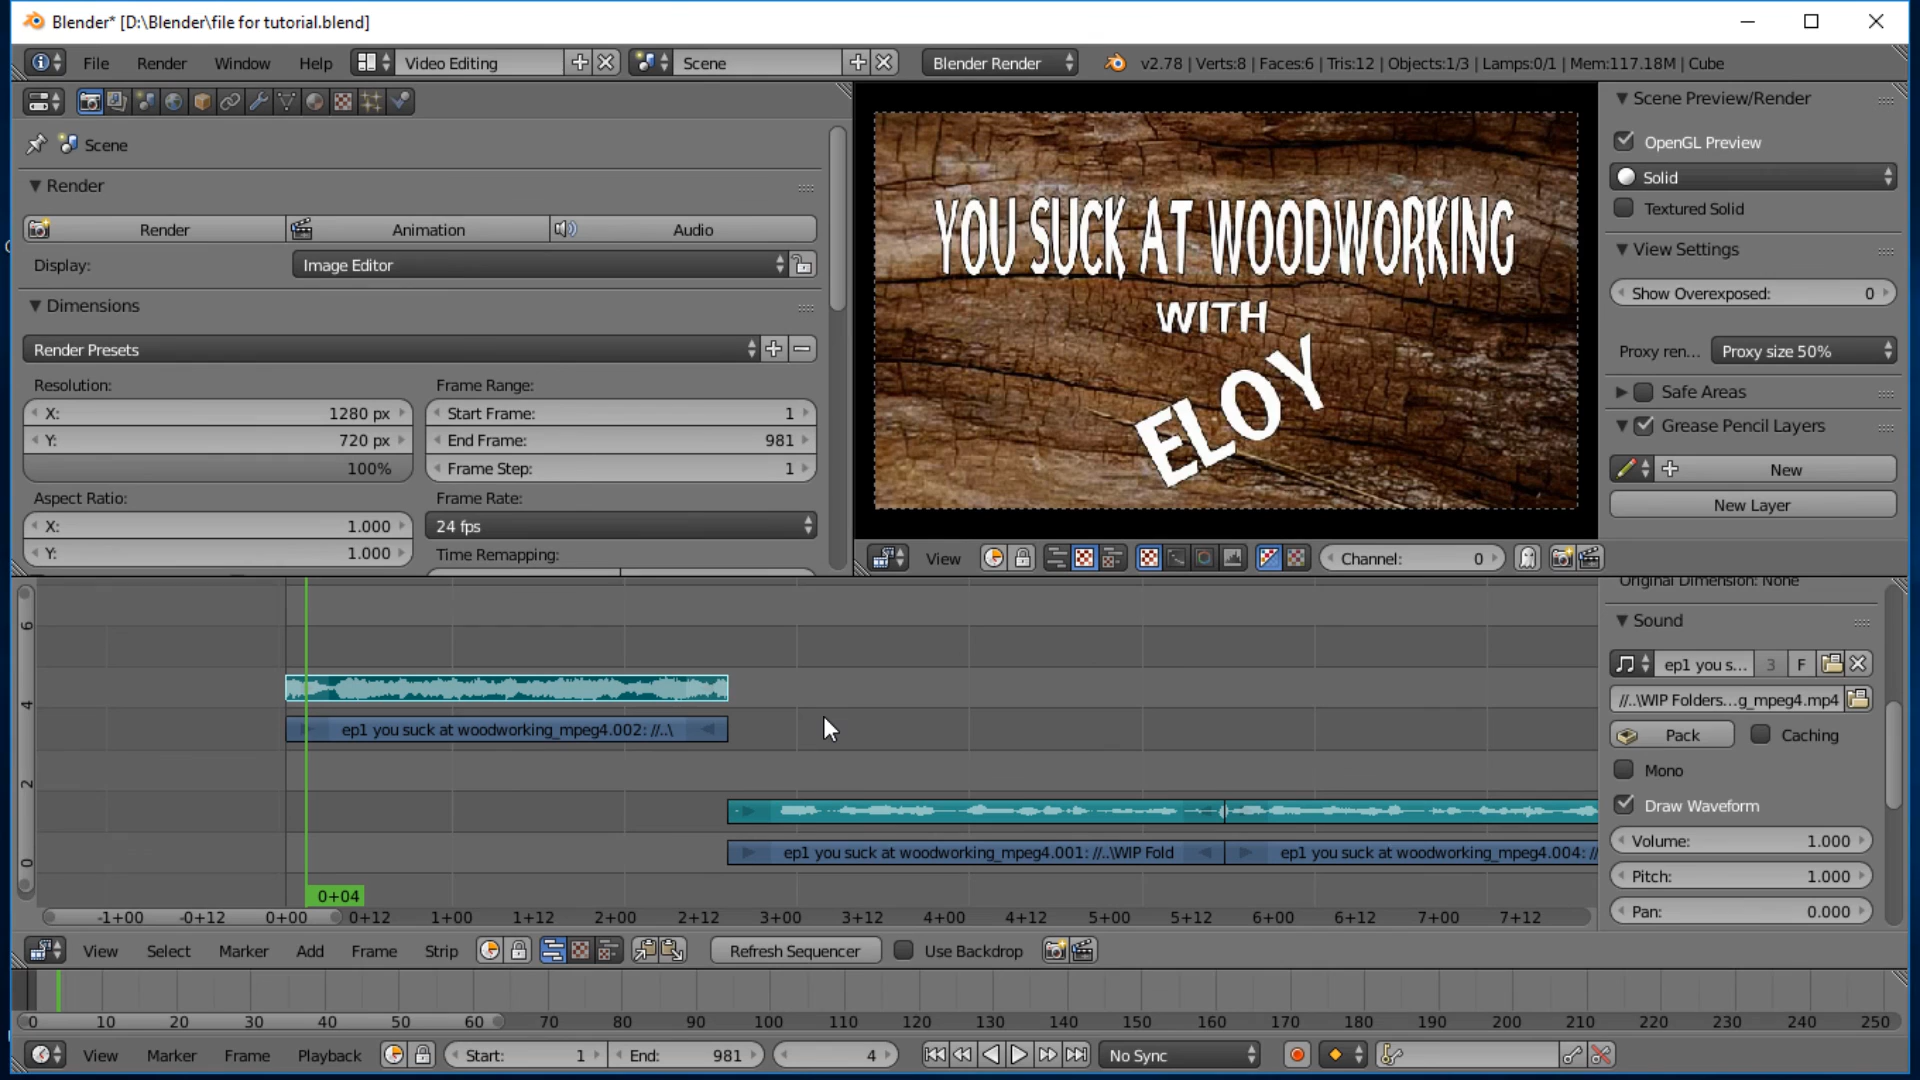 Blender* [D:\Blender\file for tutorial.blend]
File Render Window Help Video Editing Scene Blender Render v2.78 | Verts:8 | Faces:6 | Tris:12 | Objects:1/3 | Lamps:0/1 | Mem:117.18M | Cube
Scene
Render
Render Animation Audio
Display: Image Editor
Dimensions
Render Presets
Resolution: Frame Range:
X: 1280 px Start Frame: 1
Y: 720 px End Frame: 981
100% Frame Step: 1
Aspect Ratio: Frame Rate:
X: 1.000 24 fps
Y: 1.000 Time Remapping:
YOU SUCK AT WOODWORKING
WITH
ELOY
View Channel: 0
Scene Preview/Render
OpenGL Preview
Solid
Textured Solid
View Settings
Show Overexposed: 0
Proxy ren... Proxy size 50%
Safe Areas
Grease Pencil Layers
New
New Layer
6
4
2
0
ep1 you suck at woodworking_mpeg4.002: //..\
ep1 you suck at woodworking_mpeg4.001: //..\WIP Fold
ep1 you suck at woodworking_mpeg4.004: //
0+04
-1+00 -0+12 0+00 0+12 1+00 1+12 2+00 2+12 3+00 3+12 4+00 4+12 5+00 5+12 6+00 6+12 7+00 7+12
View Select Marker Add Frame Strip Refresh Sequencer Use Backdrop
Original Dimension: None
Sound
ep1 you s... 3 F
//..\WIP Folders...g_mpeg4.mp4
Pack Caching
Mono
Draw Waveform
Volume: 1.000
Pitch: 1.000
Pan: 0.000
0 10 20 30 40 50 60 70 80 90 100 110 120 130 140 150 160 170 180 190 200 210 220 230 240 250
View Marker Frame Playback Start: 1 End: 981 4 No Sync